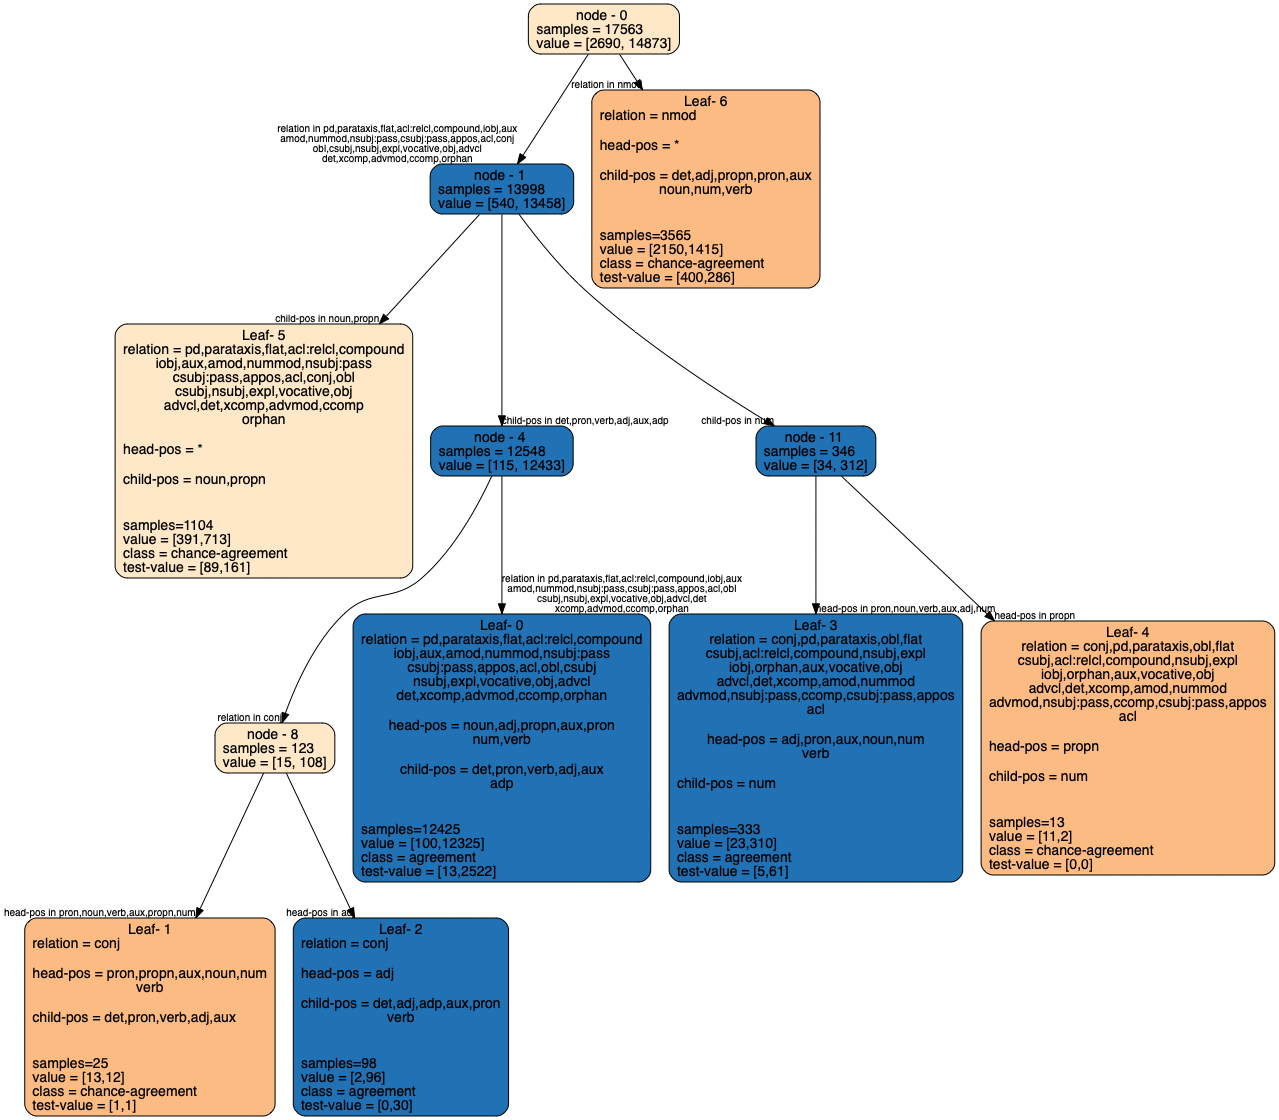 node - 0
samples = 17563
value = [2690, 14873]
relation in nmod
Leaf- 6
relation = nmod
head-pos = *
child-pos = det,adj,propn,pron,aux
noun,num,verb
samples=3565
value = [2150,1415]
class = chance-agreement
test-value = [400,286]
relation in pd,parataxis,flat,acl:relcl,compound,iobj,aux
amod,nummod,nsubj:pass,csubj:pass,appos,acl,conj
obl,csubj,nsubj,expl,vocative,obj,advcl
det,xcomp,advmod,ccomp,orphan
node - 1
samples = 13998
value = [540, 13458]
child-pos in noun,propn
Leaf- 5
relation = pd,parataxis,flat,acl:relcl,compound
iobj,aux,amod,nummod,nsubj:pass
csubj:pass,appos,acl,conj,obl
csubj,nsubj,expl,vocative,obj
advcl,det,xcomp,advmod,ccomp
orphan
head-pos = *
child-pos = noun,propn
samples=1104
value = [391,713]
class = chance-agreement
test-value = [89,161]
child-pos in det,pron,verb,adj,aux,adp
node - 4
samples = 12548
value = [115, 12433]
child-pos in num
node - 11
samples = 346
value = [34, 312]
relation in conj
node - 8
samples = 123
value = [15, 108]
relation in pd,parataxis,flat,acl:relcl,compound,iobj,aux
amod,nummod,nsubj:pass,csubj:pass,appos,acl,obl
csubj,nsubj,expl,vocative,obj,advcl,det
xcomp,advmod,ccomp,orphan
Leaf- 0
relation = pd,parataxis,flat,acl:relcl,compound
iobj,aux,amod,nummod,nsubj:pass
csubj:pass,appos,acl,obl,csubj
nsubj,expl,vocative,obj,advcl
det,xcomp,advmod,ccomp,orphan
head-pos = noun,adj,propn,aux,pron
num,verb
child-pos = det,pron,verb,adj,aux
adp
samples=12425
value = [100,12325]
class = agreement
test-value = [13,2522]
head-pos in pron,noun,verb,aux,adj,num
Leaf- 3
relation = conj,pd,parataxis,obl,flat
csubj,acl:relcl,compound,nsubj,expl
iobj,orphan,aux,vocative,obj
advcl,det,xcomp,amod,nummod
advmod,nsubj:pass,ccomp,csubj:pass,appos
acl
head-pos = adj,pron,aux,noun,num
verb
child-pos = num
samples=333
value = [23,310]
class = agreement
test-value = [5,61]
head-pos in propn
Leaf- 4
relation = conj,pd,parataxis,obl,flat
csubj,acl:relcl,compound,nsubj,expl
iobj,orphan,aux,vocative,obj
advcl,det,xcomp,amod,nummod
advmod,nsubj:pass,ccomp,csubj:pass,appos
acl
head-pos = propn
child-pos = num
samples=13
value = [11,2]
class = chance-agreement
test-value = [0,0]
head-pos in pron,noun,verb,aux,propn,num
Leaf- 1
relation = conj
head-pos = pron,propn,aux,noun,num
verb
child-pos = det,pron,verb,adj,aux
samples=25
value = [13,12]
class = chance-agreement
test-value = [1,1]
head-pos in adj
Leaf- 2
relation = conj
head-pos = adj
child-pos = det,adj,adp,aux,pron
verb
samples=98
value = [2,96]
class = agreement
test-value = [0,30]